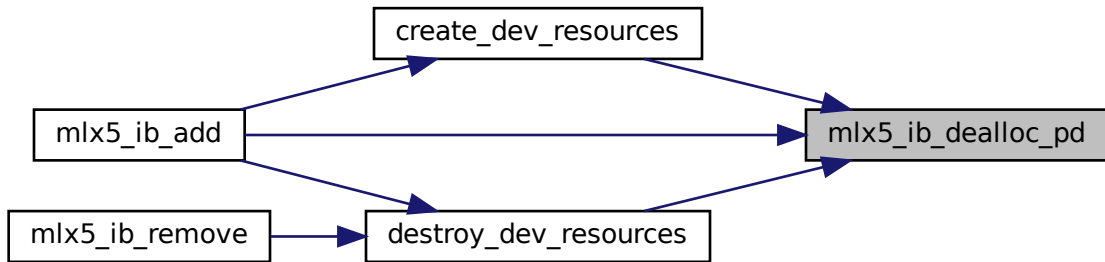 create_dev_resources
mlx5_ib_add
mlx5_ib_dealloc_pd
mlx5_ib_remove
destroy_dev_resources